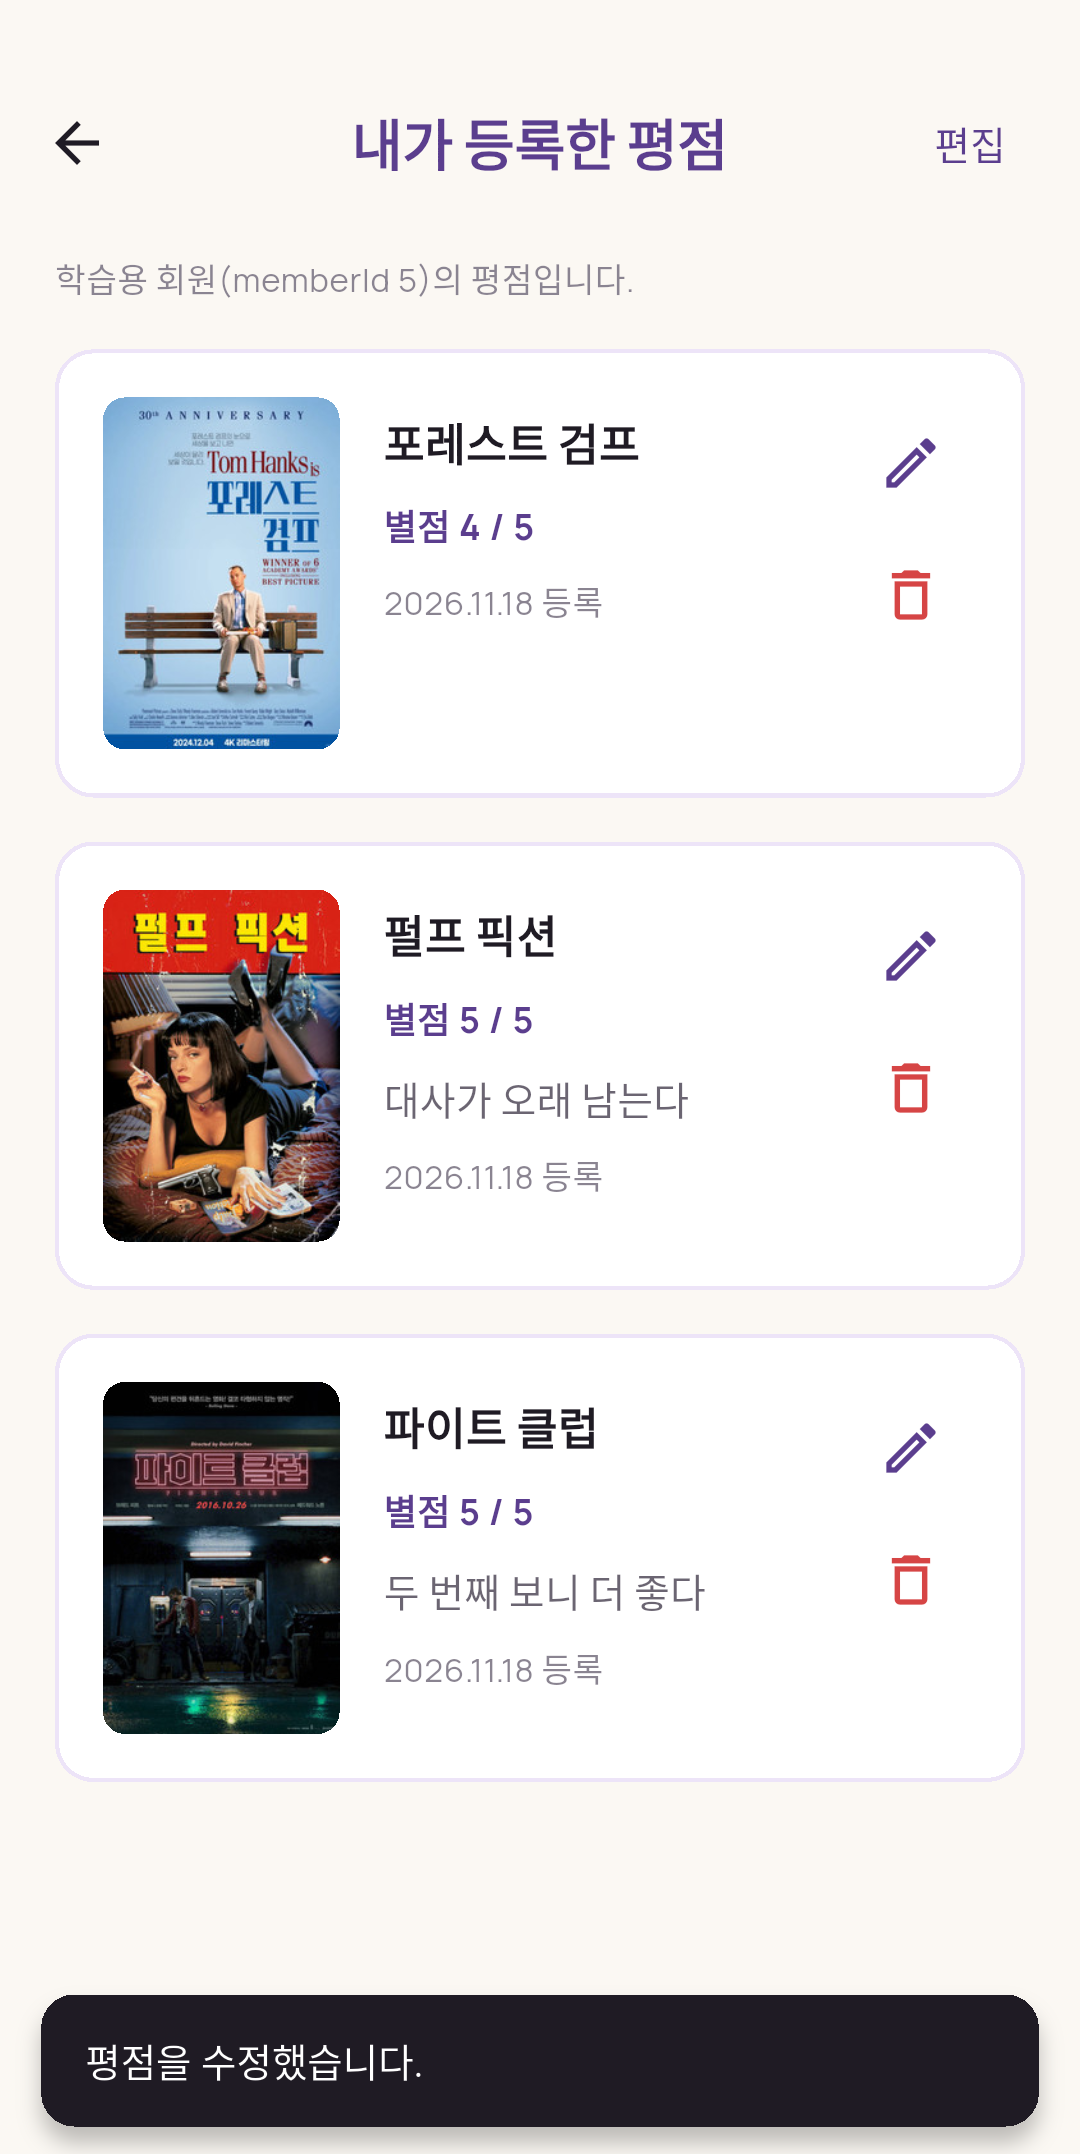 내가 등록한 평점
편집
학습용 회원(memberId 5)의 평점입니다.
30th ANNIVERSARY
Tom Hanks is
포레스트
검프
WINNER OF 6
ACADEMY AWARDS
BEST PICTURE
2024.12.04 4K 리마스터링
포레스트 검프
별점 4 / 5
2026.11.18 등록
펄프 픽션
펄프 픽션
별점 5 / 5
대사가 오래 남는다
2026.11.18 등록
Directed by David Fincher
파이트 클럽
FIGHT CLUB
2016.10.26
파이트 클럽
별점 5 / 5
두 번째 보니 더 좋다
2026.11.18 등록
평점을 수정했습니다.